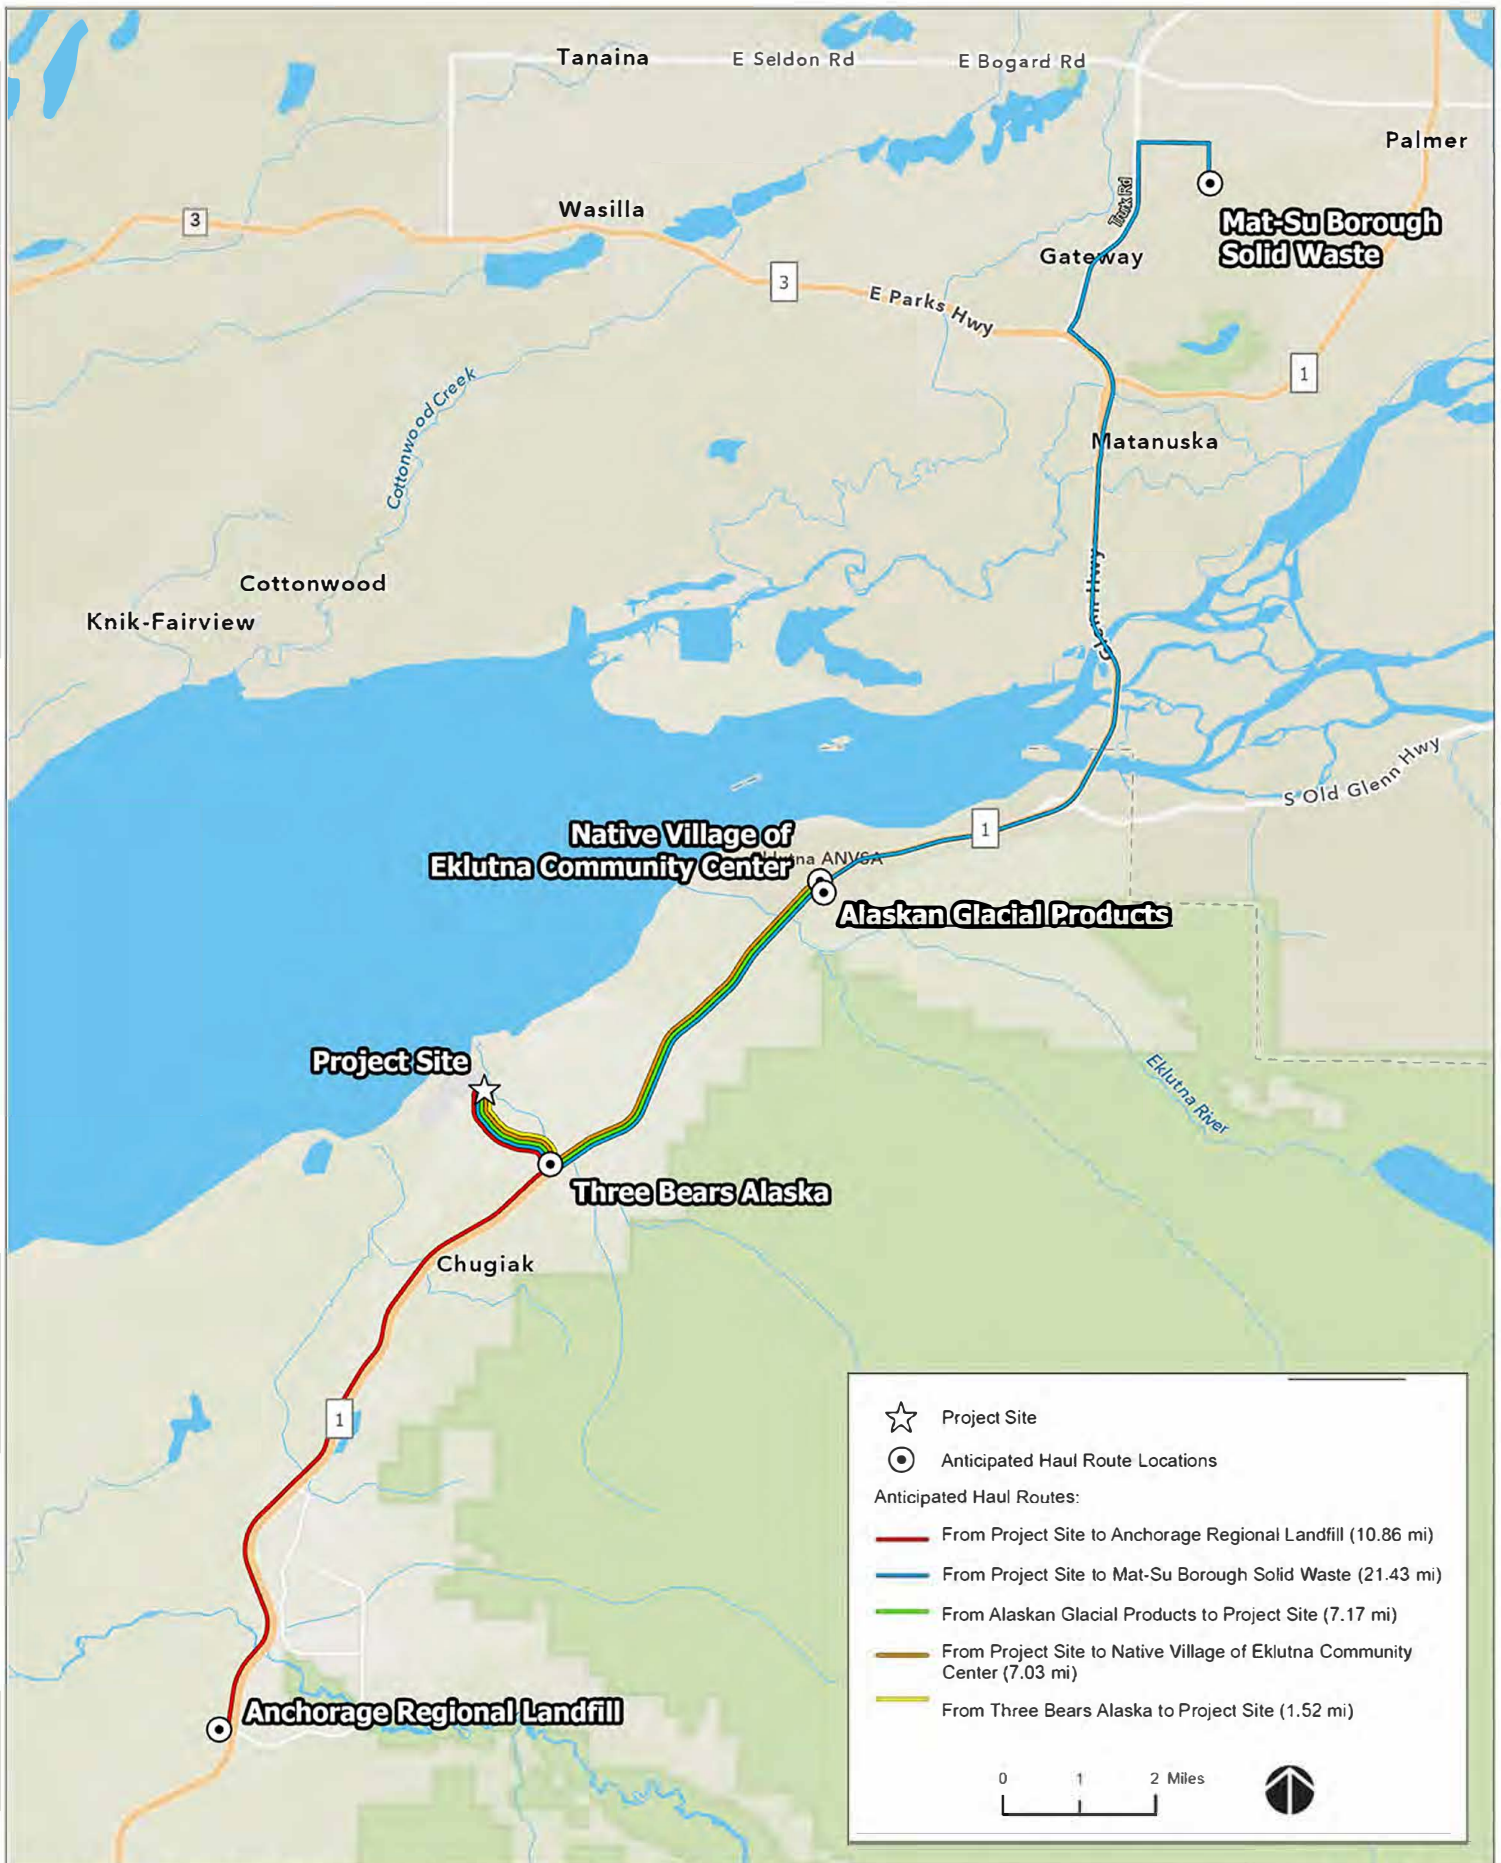 Tanaina
E Seldon Rd
E Bogard Rd
Palmer
3
Wasilla
Trunk Rd
Mat-Su Borough
Solid Waste
Gateway
3
E Parks Hwy
1
Cottonwood Creek
Matanuska
Cottonwood
Knik-Fairview
Hwy
S Old Glenn Hwy
1
Native Village of
Eklutna Community Center
ANVSA
Alaskan Glacial Products
Project Site
Eklutna River
Three Bears Alaska
Chugiak
1
Anchorage Regional Landfill
Project Site
Anticipated Haul Route Locations
Anticipated Haul Routes:
From Project Site to Anchorage Regional Landfill (10.86 mi)
From Project Site to Mat-Su Borough Solid Waste (21.43 mi)
From Alaskan Glacial Products to Project Site (7.17 mi)
From Project Site to Native Village of Eklutna Community
Center (7.03 mi)
From Three Bears Alaska to Project Site (1.52 mi)
0 1 2 Miles